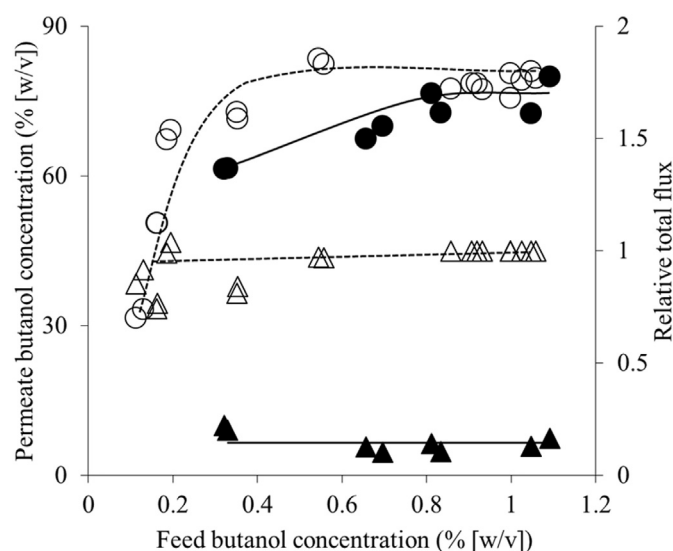 90
60
30
0
Permeate butanol concentration (% [w/v])
2
1.5
1
0.5
0
Relative total flux
0 0.2 0.4 0.6 0.8 1 1.2
Feed butanol concentration (% [w/v])